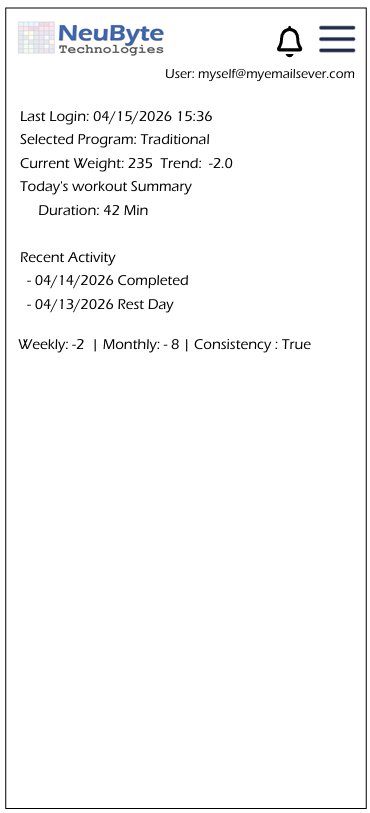 NeuByte
Technologies
User: myself@myemailsever.com
Last Login: 04/15/2026 15:36
Selected Program: Traditional
Current Weight: 235 Trend: -2.0
Today's workout Summary
Duration: 42 Min
Recent Activity
- 04/14/2026 Completed
- 04/13/2026 Rest Day
Weekly: -2 | Monthly: - 8 | Consistency : True